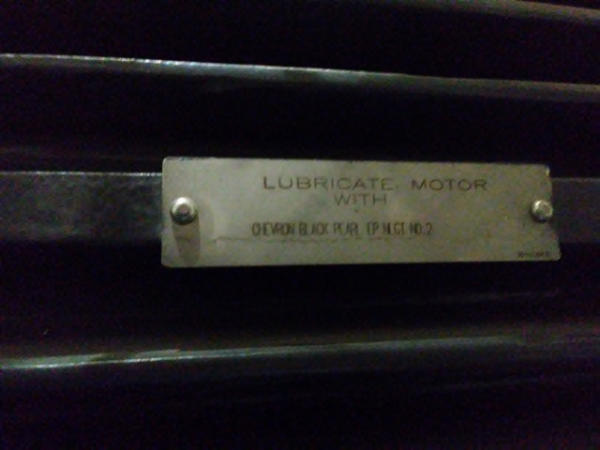 LUBRICATE MOTOR
WITH
CHEVRON BLACK PEARL EP NLGI NO.2